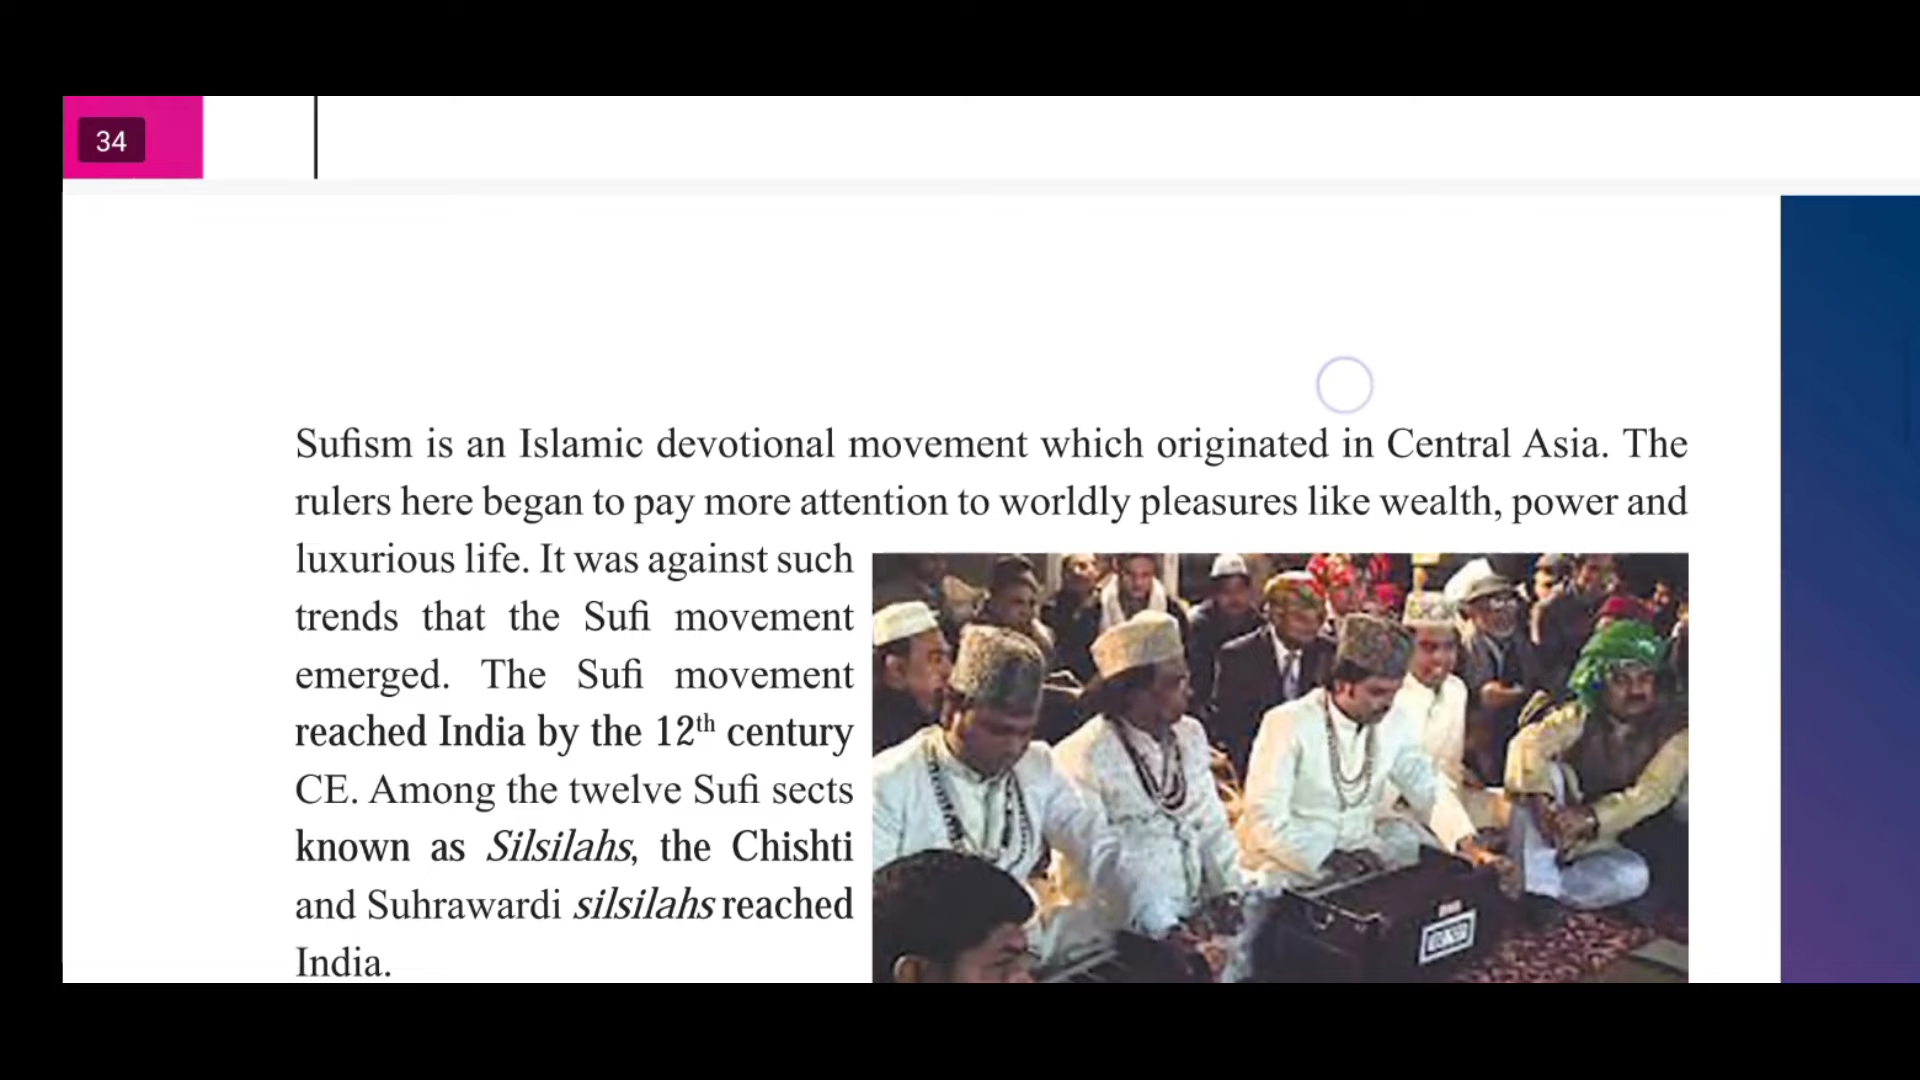 34
Sufism is an Islamic devotional movement which originated in Central Asia. The
rulers here began to pay more attention to worldly pleasures like wealth, power and
luxurious life. It was against such
trends that the Sufi movement
emerged. The Sufi movement
reached India by the 12th century
CE. Among the twelve Sufi sects
known as Silsilahs, the Chishti
and Suhrawardi silsilahs reached
India.